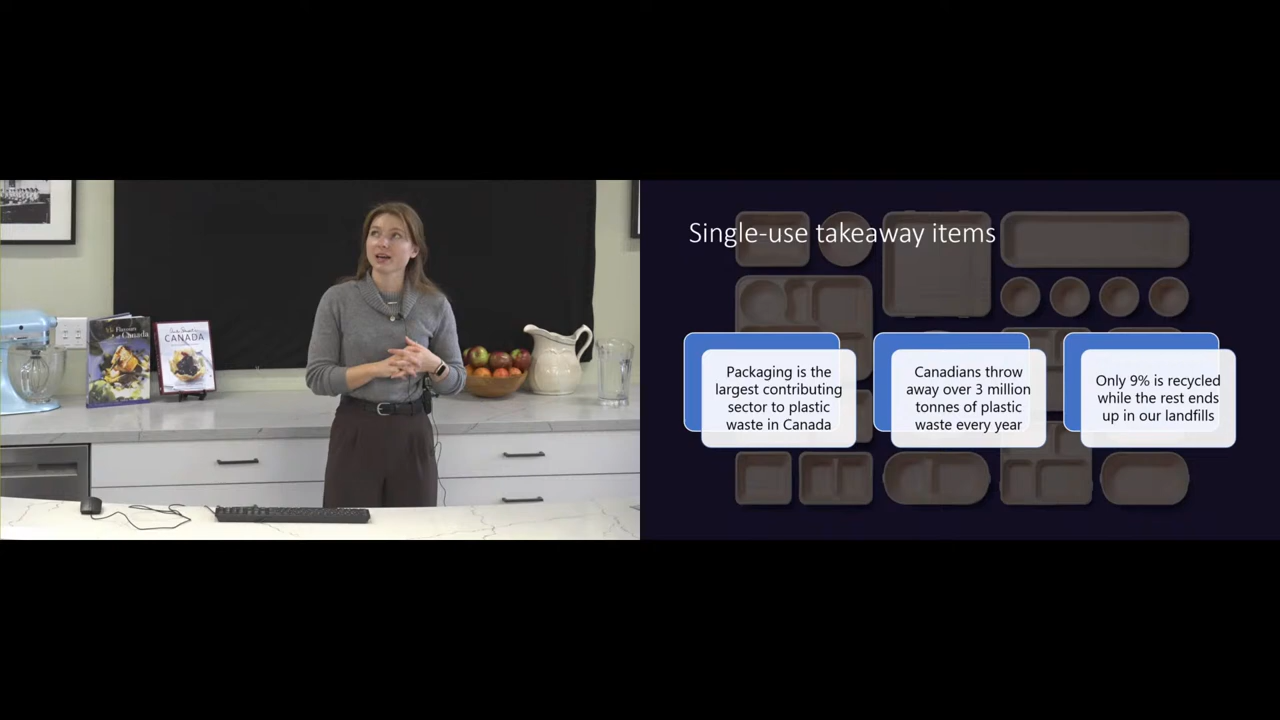 Flavours
Canada
CANADA
Single-use takeaway items
Packaging is the
largest contributing
sector to plastic
waste in Canada
Canadians throw
away over 3 million
tonnes of plastic
waste every year
Only 9% is recycled
while the rest ends
up in our landfills